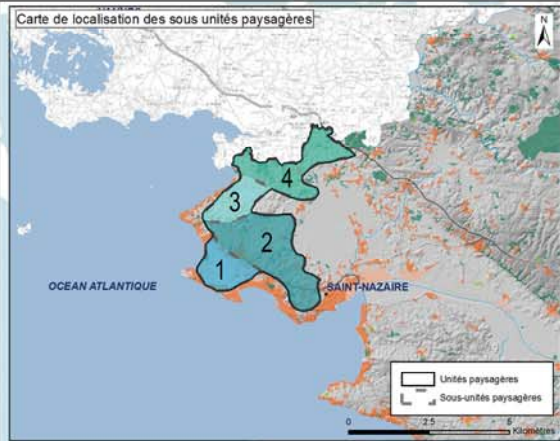 Carte de localisation des sous unités paysagères
N
4
3
2
1
OCEAN ATLANTIQUE
SAINT-NAZAIRE
Unités paysagères
Sous-unités paysagères
0 2.5 5
Kilomètres